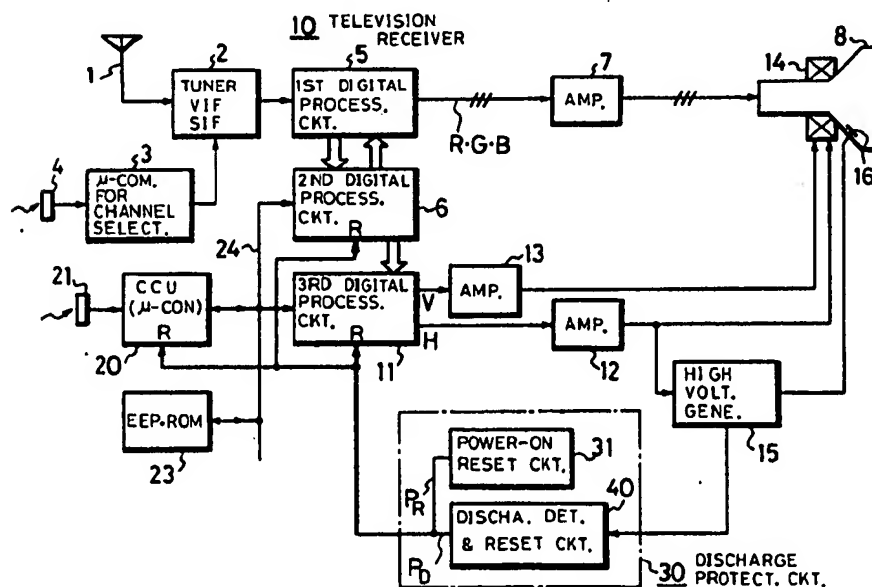 10 TELEVISION
RECEIVER
1
2
TUNER
VIF
SIF
5
1ST DIGITAL
PROCESS.
CKT.
R·G·B
7
AMP.
14
8
16
4
3
μ-COM.
FOR
CHANNEL
SELECT.
2ND DIGITAL
PROCESS.
CKT.
R
6
24
21
CCU
(μ-CON)
R
20
3RD DIGITAL
PROCESS.
CKT.
R
11
V
H
13
AMP.
AMP.
12
HIGH
VOLT.
GENE.
15
EEP·ROM
23
POWER-ON
RESET CKT.
31
PR
40
DISCHA. DET.
& RESET CKT.
PD
30 DISCHARGE
PROTECT. CKT.